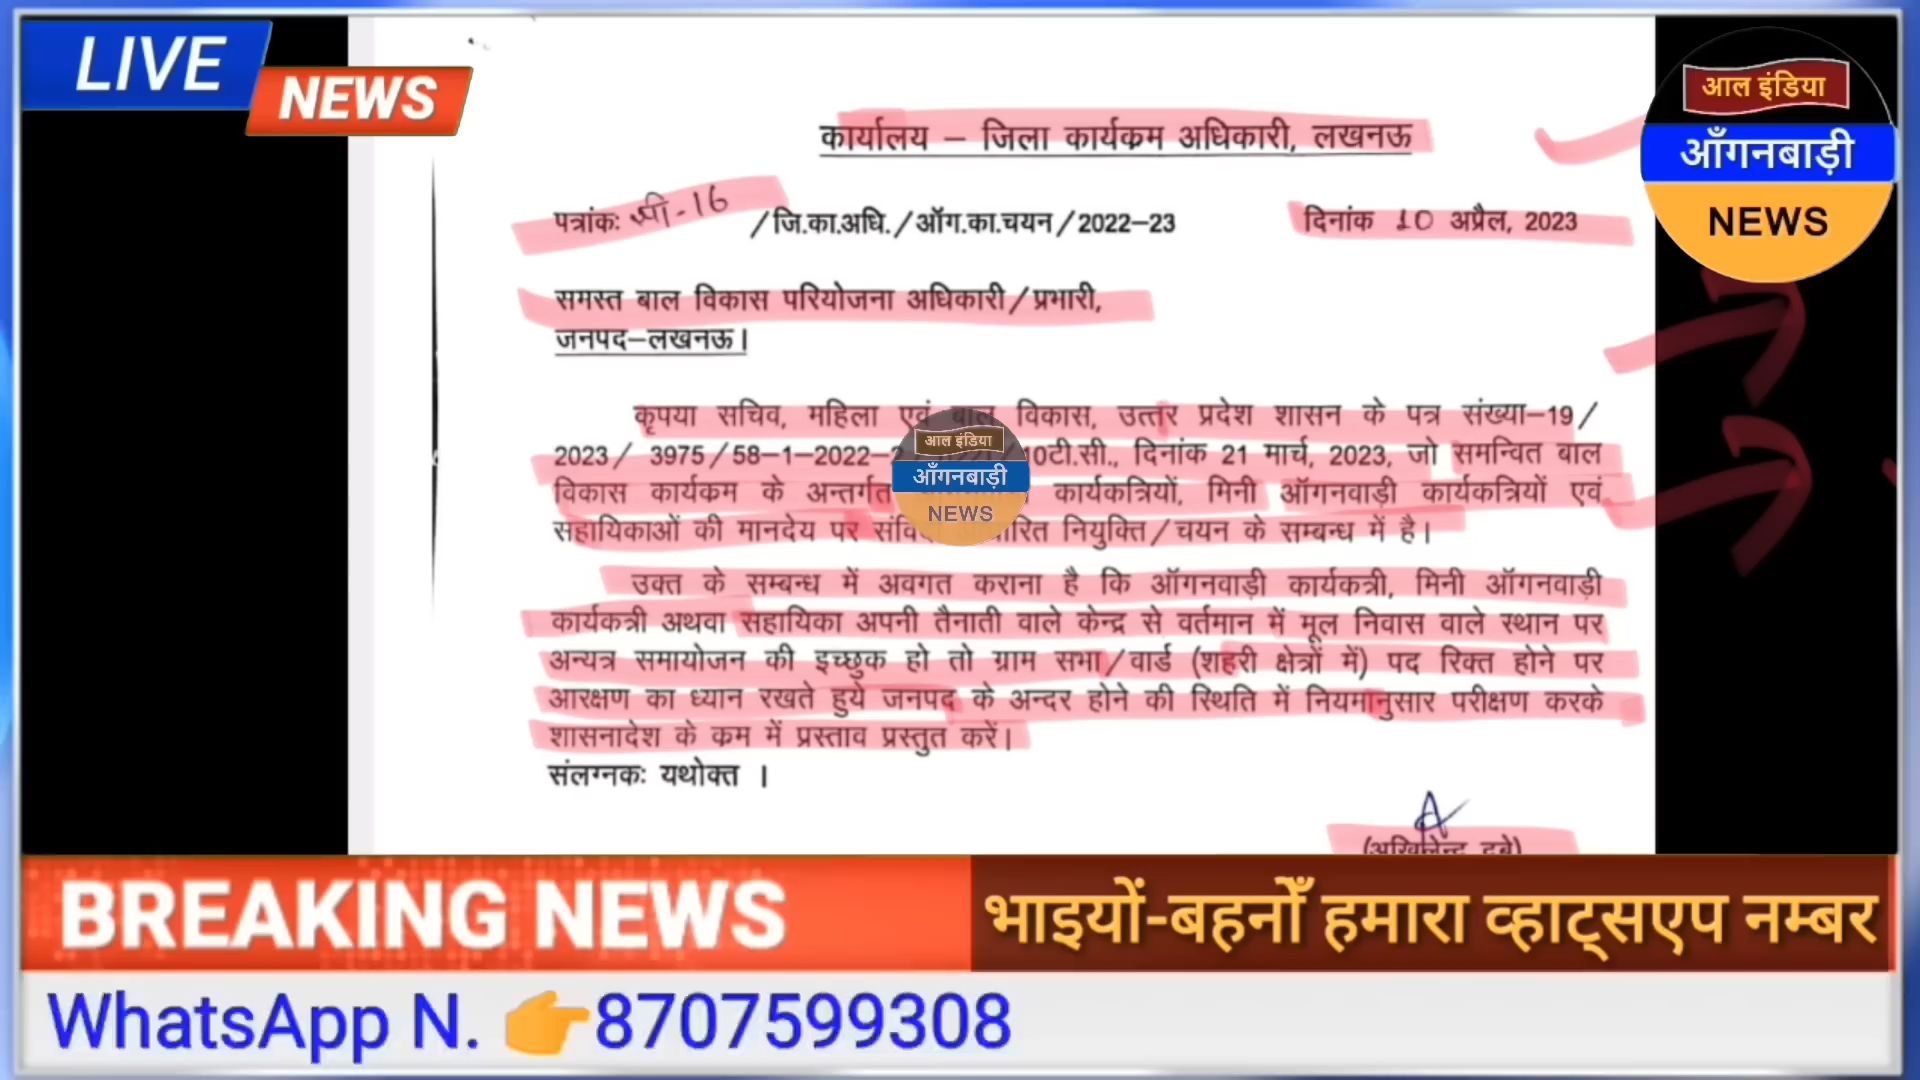 LIVE
NEWS
आल इंडिया
आँगनबाड़ी
NEWS
कार्यालय – जिला कार्यकम अधिकारी, लखनऊ
पत्रांकः -16 /जि.का.अधि./ऑग.का.चयन/2022–23 दिनांक 10 अप्रैल, 2023
समस्त बाल विकास परियोजना अधिकारी/प्रभारी,
जनपद–लखनऊ।
कृपया सचिव, महिला एवं बाल विकास, उत्तर प्रदेश शासन के पत्र संख्या–19/
2023/ 3975/58–1–2022–2 10टी.सी., दिनांक 21 मार्च, 2023, जो समन्वित बाल
विकास कार्यकम के अन्तर्गत कार्यकत्रियों, मिनी ऑगनवाड़ी कार्यकत्रियों एवं
सहायिकाओं की मानदेय पर नियुक्ति/चयन के सम्बन्ध में है।
आल इंडिया
आँगनबाड़ी
NEWS
उक्त के सम्बन्ध में अवगत कराना है कि ऑगनवाड़ी कार्यकत्री, मिनी ऑगनवाड़ी
कार्यकत्री अथवा सहायिका अपनी तैनाती वाले केन्द्र से वर्तमान में मूल निवास वाले स्थान पर
अन्यत्र समायोजन की इच्छुक हो तो ग्राम सभा/वार्ड (शहरी क्षेत्रों में) पद रिक्त होने पर
आरक्षण का ध्यान रखते हुये जनपद के अन्दर होने की स्थिति में नियमानुसार परीक्षण करके
शासनादेश के कम में प्रस्ताव प्रस्तुत करें।
संलग्नकः यथोक्त ।
BREAKING NEWS
भाइयों-बहनोँ हमारा व्हाट्सएप नम्बर
WhatsApp N. 👉8707599308